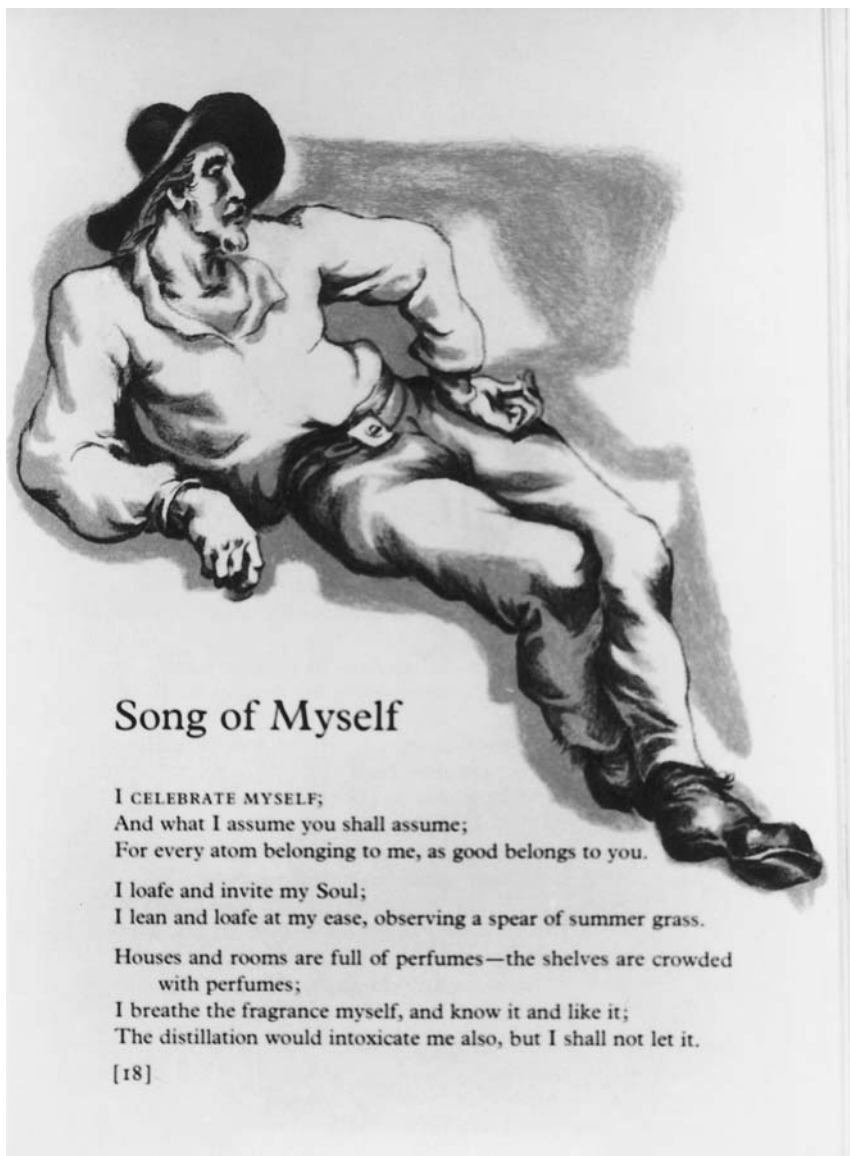 Song of Myself
I CELEBRATE MYSELF;
And what I assume you shall assume;
For every atom belonging to me, as good belongs to you.
I loafe and invite my Soul;
I lean and loafe at my ease, observing a spear of summer grass.
Houses and rooms are full of perfumes—the shelves are crowded
with perfumes;
I breathe the fragrance myself, and know it and like it;
The distillation would intoxicate me also, but I shall not let it.
[18]